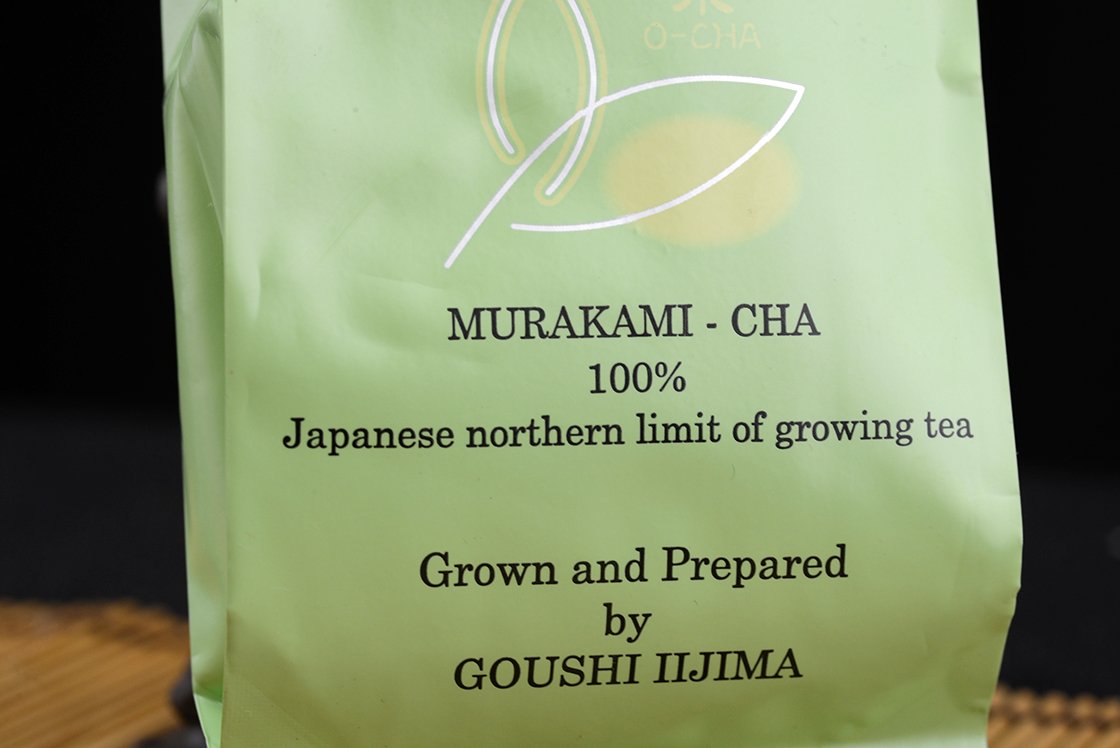 O-CHA
MURAKAMI - CHA
100%
Japanese northern limit of growing tea
Grown and Prepared
by
GOUSHI IIJIMA